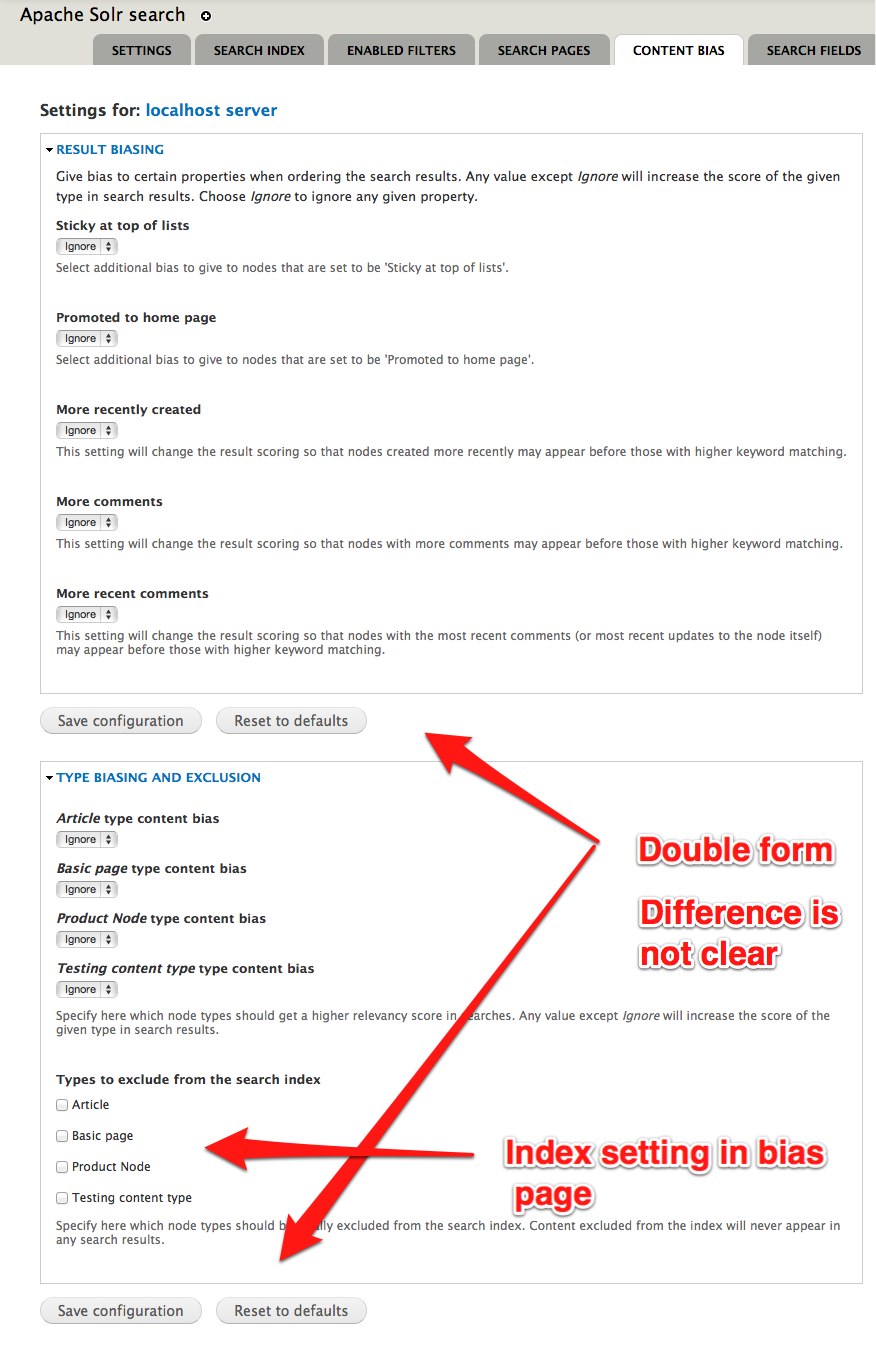 Apache Solr search
SETTINGS
SEARCH INDEX
ENABLED FILTERS
SEARCH PAGES
CONTENT BIAS
SEARCH FIELDS
Settings for: localhost server
RESULT BIASING
Give bias to certain properties when ordering the search results. Any value except Ignore will increase the score of the given
type in search results. Choose Ignore to ignore any given property.
Sticky at top of lists
Ignore
Select additional bias to give to nodes that are set to be 'Sticky at top of lists'.
Promoted to home page
Ignore
Select additional bias to give to nodes that are set to be 'Promoted to home page'.
More recently created
Ignore
This setting will change the result scoring so that nodes created more recently may appear before those with higher keyword matching.
More comments
Ignore
This setting will change the result scoring so that nodes with more comments may appear before those with higher keyword matching.
More recent comments
Ignore
This setting will change the result scoring so that nodes with the most recent comments (or most recent updates to the node itself)
may appear before those with higher keyword matching.
Save configuration
Reset to defaults
TYPE BIASING AND EXCLUSION
Article type content bias
Ignore
Basic page type content bias
Ignore
Product Node type content bias
Ignore
Testing content type type content bias
Ignore
Double form
Difference is
not clear
Specify here which node types should get a higher relevancy score in searches. Any value except Ignore will increase the score of the
given type in search results.
Types to exclude from the search index
Article
Basic page
Product Node
Testing content type
Index setting in bias
page
Specify here which node types should be excluded from the search index. Content excluded from the index will never appear in
any search results.
Save configuration
Reset to defaults